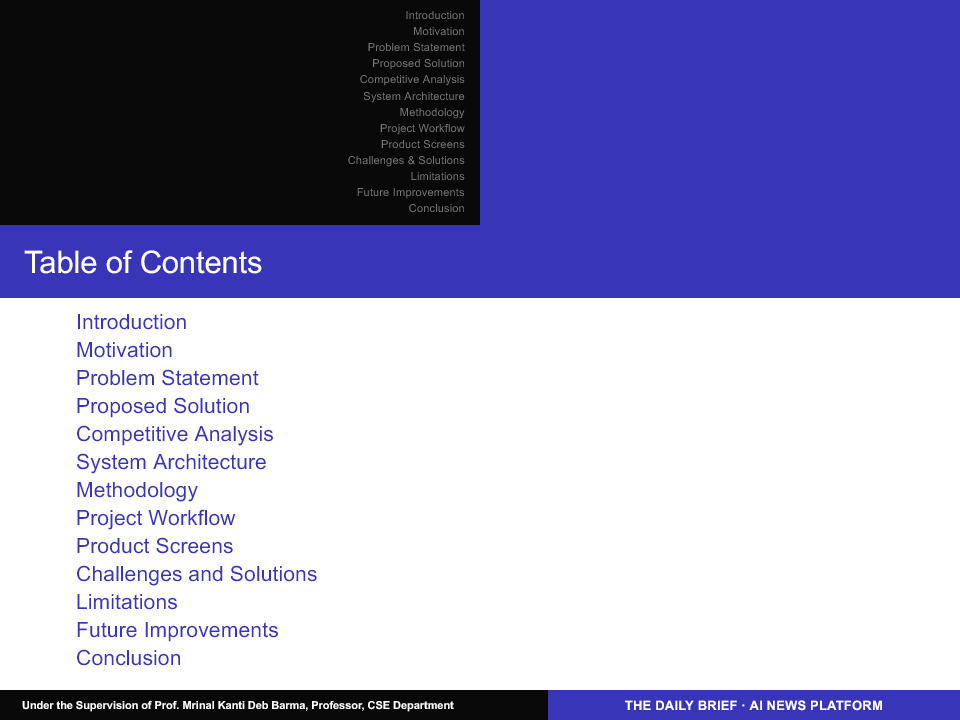 Introduction
Motivation
Problem Statement
Proposed Solution
Competitive Analysis
System Architecture
Methodology
Project Workflow
Product Screens
Challenges & Solutions
Limitations
Future Improvements
Conclusion
Table of Contents
Introduction
Motivation
Problem Statement
Proposed Solution
Competitive Analysis
System Architecture
Methodology
Project Workflow
Product Screens
Challenges and Solutions
Limitations
Future Improvements
Conclusion
Under the Supervision of Prof. Mrinal Kanti Deb Barma, Professor, CSE Department
THE DAILY BRIEF · AI NEWS PLATFORM